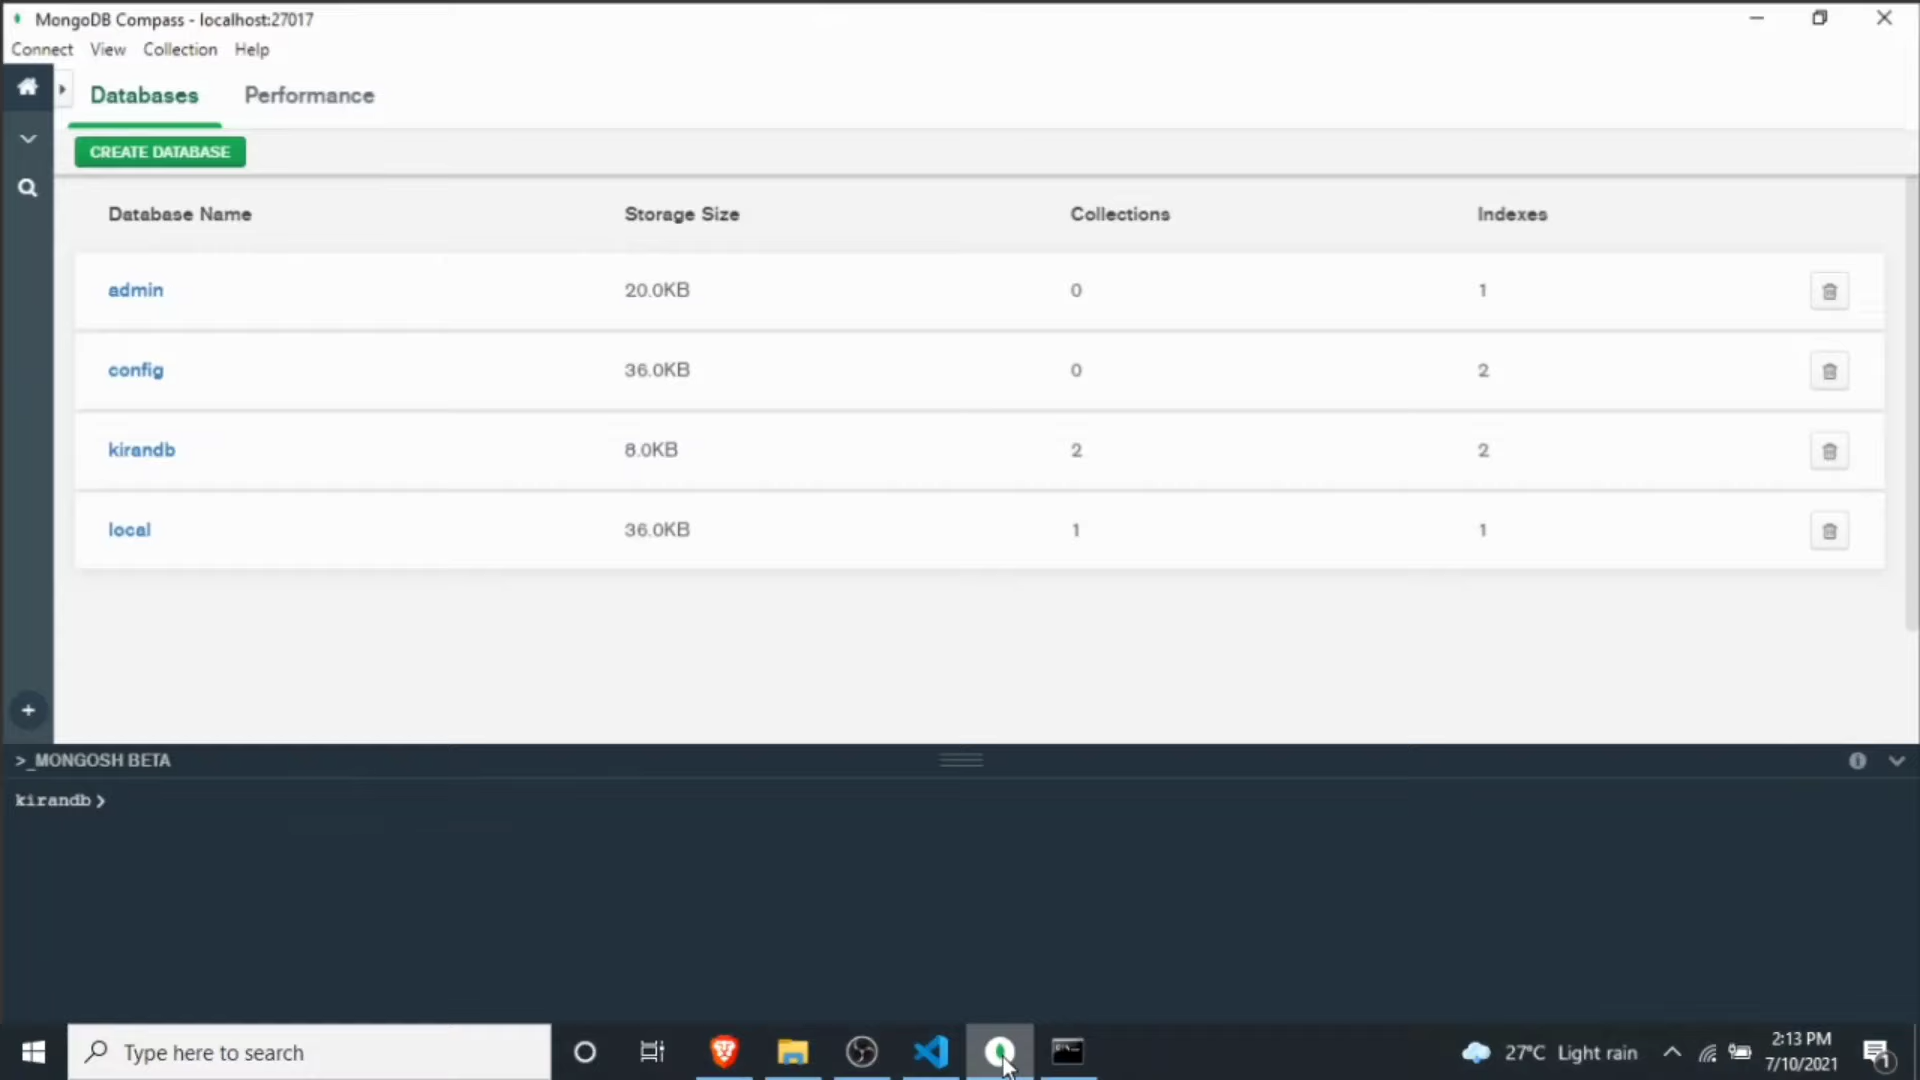 MongoDB Compass - localhost:27017
Connect View Collection Help
Databases Performance
CREATE DATABASE
Database Name Storage Size Collections Indexes
admin 20.0KB 0 1
config 36.0KB 0 2
kirandb 8.0KB 2 2
local 36.0KB 1 1
>_MONGOSH BETA
kirandb >
Type here to search
27°C Light rain
2:13 PM
7/10/2021
1